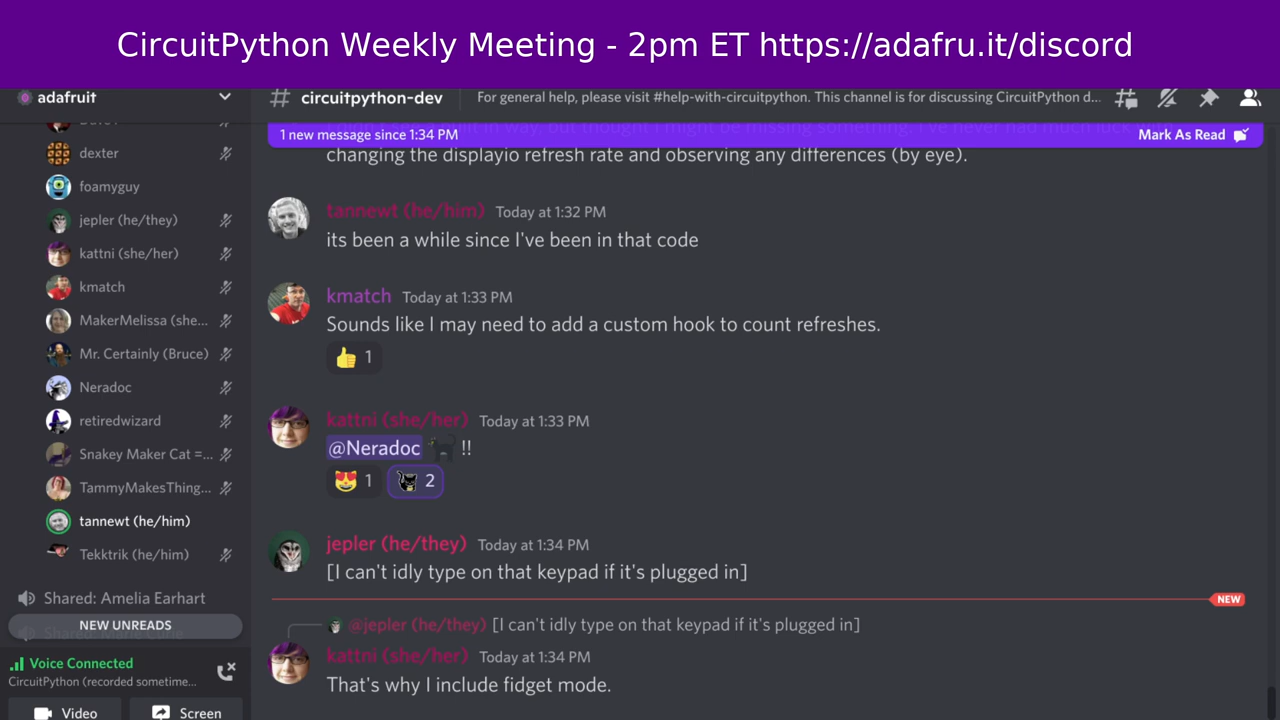 CircuitPython Weekly Meeting - 2pm ET https://adafru.it/discord
adafruit
dexter
foamyguy
jepler (he/they)
kattni (she/her)
kmatch
MakerMelissa (she...
Mr. Certainly (Bruce)
Neradoc
retiredwizard
Snakey Maker Cat =...
TammyMakesThing...
tannewt (he/him)
Tekktrik (he/him)
Shared: Amelia Earhart
NEW UNREADS
Voice Connected
CircuitPython (recorded sometime...
Video
Screen
# circuitpython-dev
For general help, please visit #help-with-circuitpython. This channel is for discussing CircuitPython d...
1 new message since 1:34 PM
Mark As Read
changing the displayio refresh rate and observing any differences (by eye).
tannewt (he/him) Today at 1:32 PM
its been a while since I've been in that code
kmatch Today at 1:33 PM
Sounds like I may need to add a custom hook to count refreshes.
1
kattni (she/her) Today at 1:33 PM
@Neradoc !!
1 2
jepler (he/they) Today at 1:34 PM
[I can't idly type on that keypad if it's plugged in]
NEW
@jepler (he/they) [I can't idly type on that keypad if it's plugged in]
kattni (she/her) Today at 1:34 PM
That's why I include fidget mode.